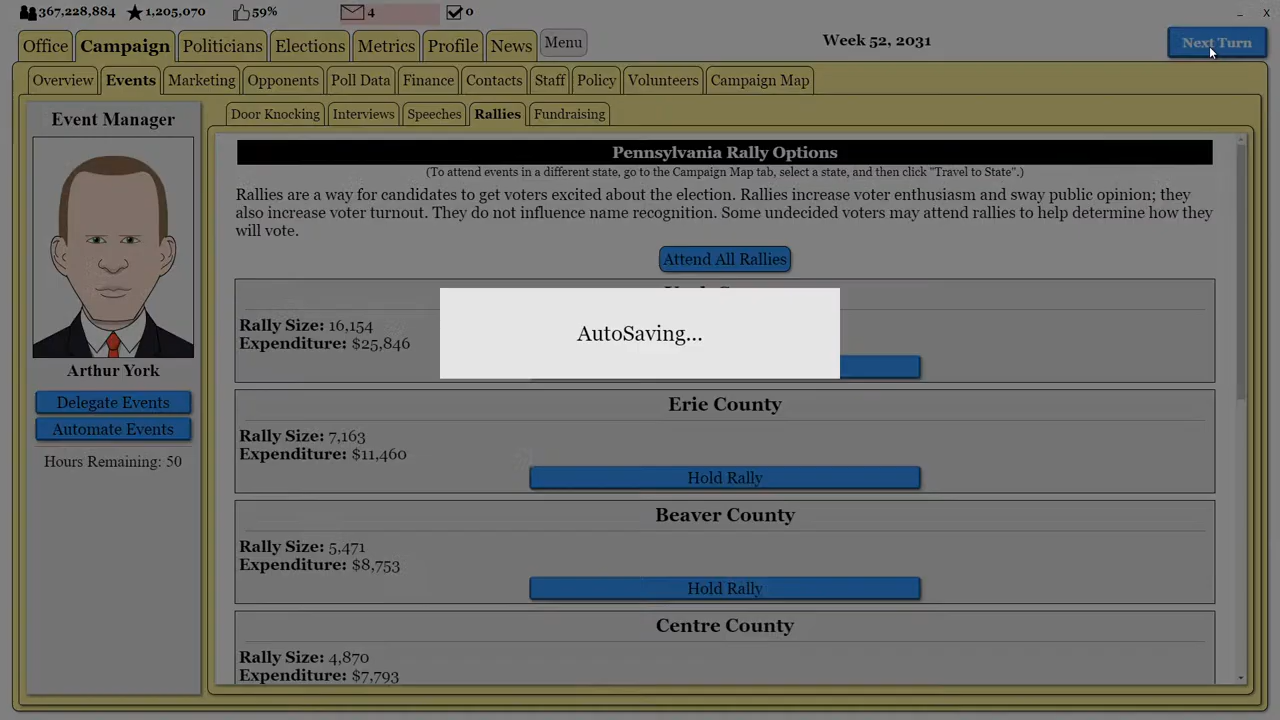 367,228,884 1,205,070 59% 4 0
_ X
Office Campaign Politicians Elections Metrics Profile News Menu
Week 52, 2031
Next Turn
Overview Events Marketing Opponents Poll Data Finance Contacts Staff Policy Volunteers Campaign Map
Event Manager
Door Knocking Interviews Speeches Rallies Fundraising
Pennsylvania Rally Options
(To attend events in a different state, go to the Campaign Map tab, select a state, and then click "Travel to State".)
Rallies are a way for candidates to get voters excited about the election. Rallies increase voter enthusiasm and sway public opinion; they
also increase voter turnout. They do not influence name recognition. Some undecided voters may attend rallies to help determine how they
will vote.
Attend All Rallies
Rally Size: 16,154
Expenditure: $25,846
AutoSaving...
Arthur York
Delegate Events
Automate Events
Hours Remaining: 50
Erie County
Rally Size: 7,163
Expenditure: $11,460
Hold Rally
Beaver County
Rally Size: 5,471
Expenditure: $8,753
Hold Rally
Centre County
Rally Size: 4,870
Expenditure: $7,793